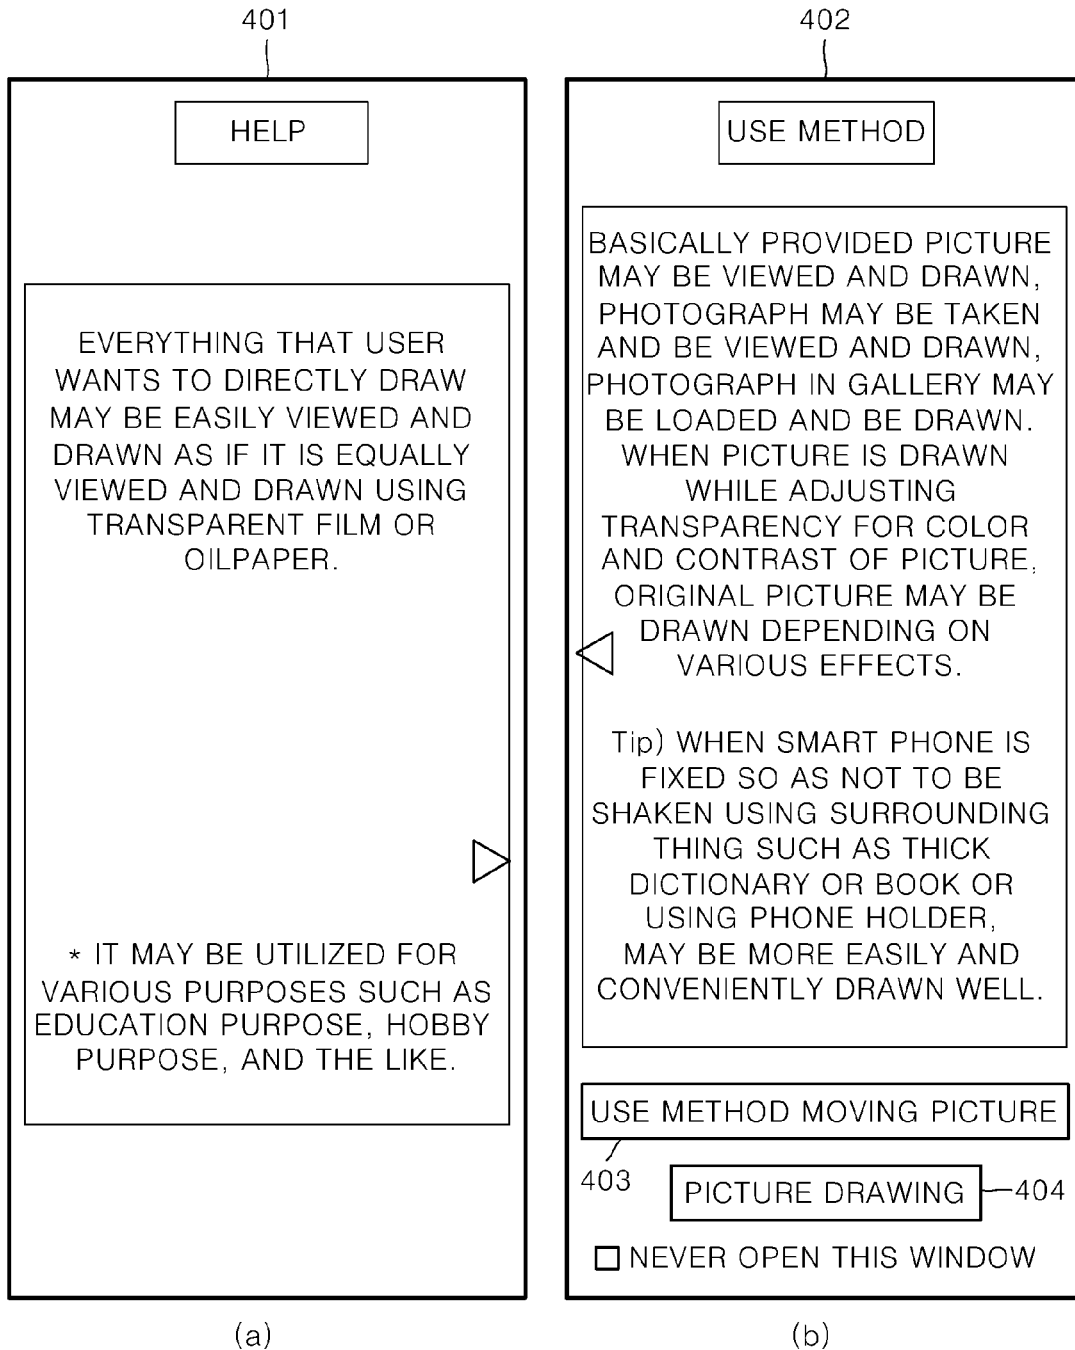 401
HELP
EVERYTHING THAT USER
WANTS TO DIRECTLY DRAW
MAY BE EASILY VIEWED AND
DRAWN AS IF IT IS EQUALLY
VIEWED AND DRAWN USING
TRANSPARENT FILM OR
OILPAPER.
* IT MAY BE UTILIZED FOR
VARIOUS PURPOSES SUCH AS
EDUCATION PURPOSE, HOBBY
PURPOSE, AND THE LIKE.
(a)
402
USE METHOD
BASICALLY PROVIDED PICTURE
MAY BE VIEWED AND DRAWN,
PHOTOGRAPH MAY BE TAKEN
AND BE VIEWED AND DRAWN,
PHOTOGRAPH IN GALLERY MAY
BE LOADED AND BE DRAWN.
WHEN PICTURE IS DRAWN
WHILE ADJUSTING
TRANSPARENCY FOR COLOR
AND CONTRAST OF PICTURE,
ORIGINAL PICTURE MAY BE
DRAWN DEPENDING ON
VARIOUS EFFECTS.
Tip) WHEN SMART PHONE IS
FIXED SO AS NOT TO BE
SHAKEN USING SURROUNDING
THING SUCH AS THICK
DICTIONARY OR BOOK OR
USING PHONE HOLDER,
MAY BE MORE EASILY AND
CONVENIENTLY DRAWN WELL.
USE METHOD MOVING PICTURE
403
PICTURE DRAWING
404
NEVER OPEN THIS WINDOW
(b)